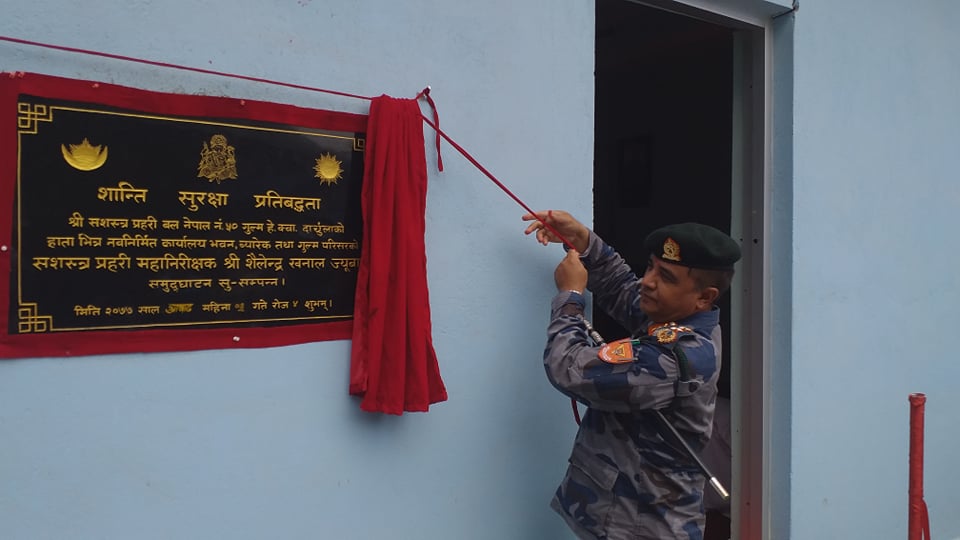 शान्ति सुरक्षा प्रतिबद्धता
श्री सशस्त्र प्रहरी बल नेपाल नं. ५० गुल्म हे. क्वा. दार्चुलाको
हाता भित्र नवनिर्मित कार्यालय भवन, ब्यारेक तथा गुल्म परिसरको
सशस्त्र प्रहरी महानिरीक्षक श्री शैलेन्द्र खनाल ज्यूबा
समुद्घाटन सु-सम्पन्न ।
मिति २०७७ साल महिना गते रोज ४ शुभम् ।